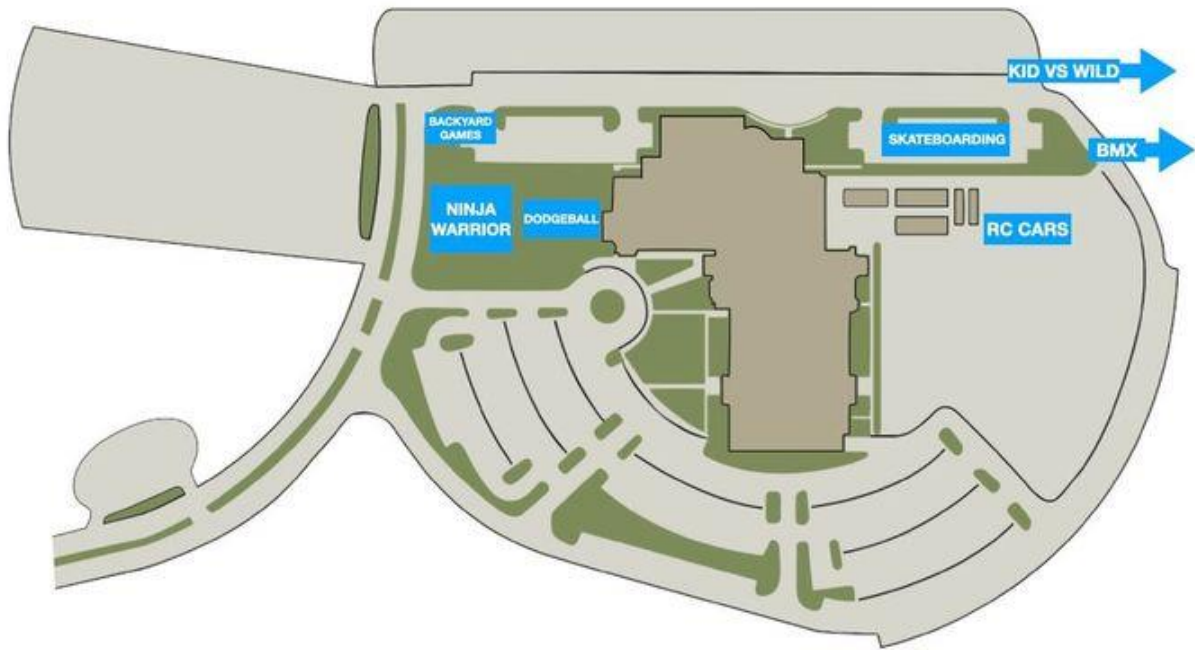 KID VS WILD
BACKYARD
GAMES
SKATEBOARDING
BMX
NINJA
WARRIOR
DODGEBALL
RC CARS